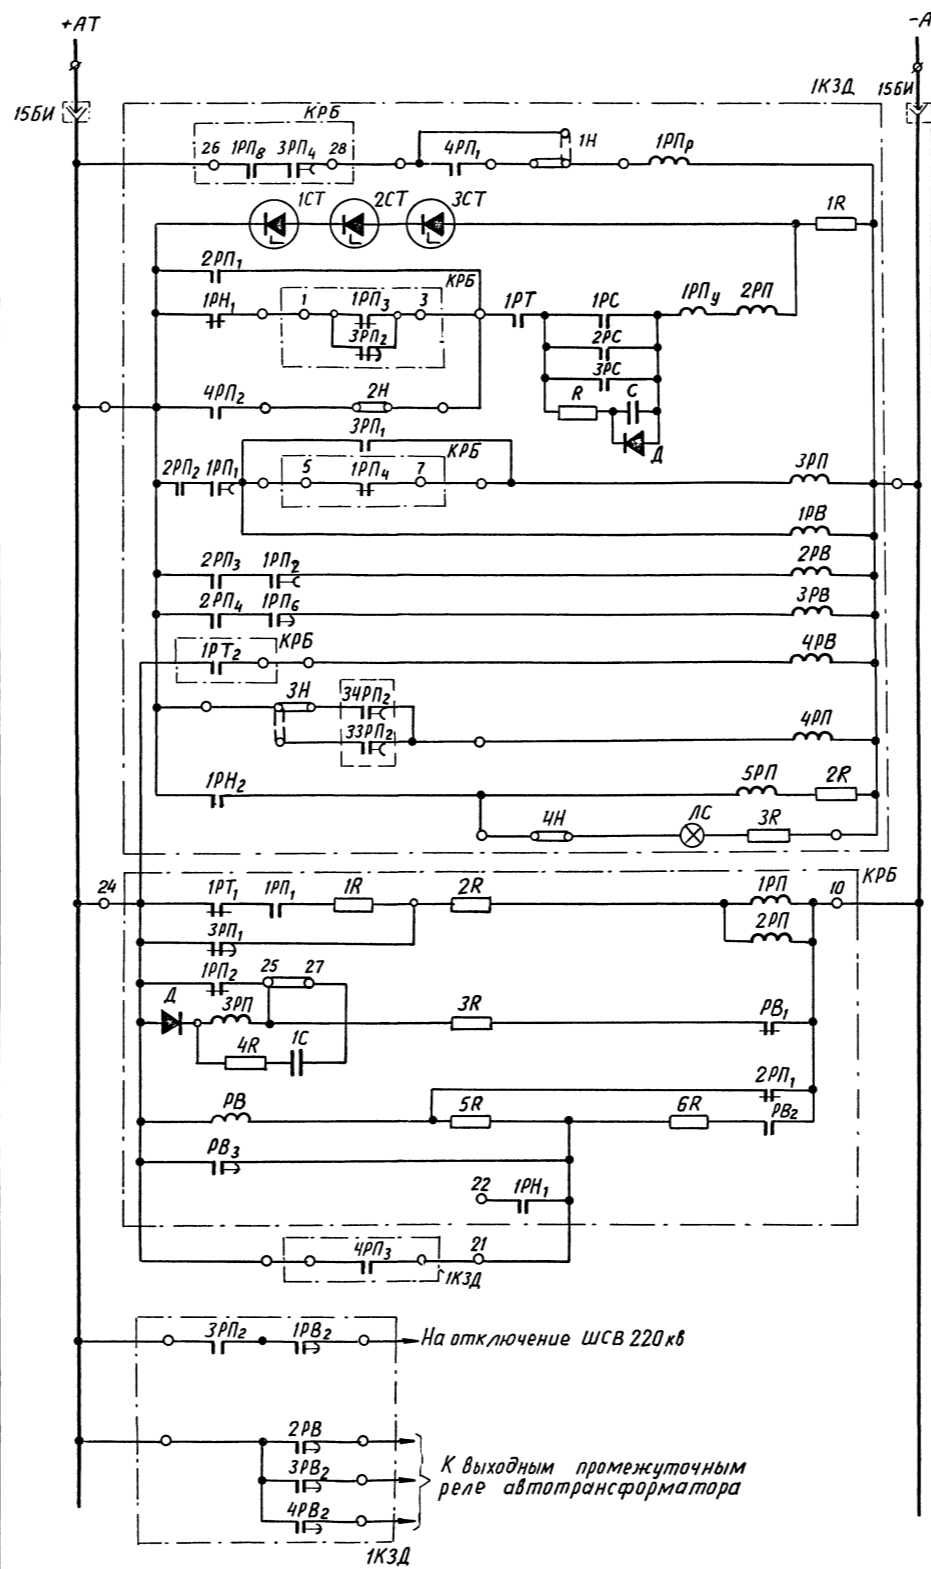 +АТ
-А
15БИ
15БИ
1КЗД
КРБ
26 1РП8 3РП4 28
4РП1
1Н
1РПр
1СТ 2СТ 3СТ
1R
2РП1
КРБ
1РН1
1 1РП3 3
3РП2
1РТ
1РС
2РС
3РС
R С
Д
1РПу 2РП
4РП2
2Н
3РП1
КРБ
2РП2 1РП1
5 1РП4 7
3РП
1РВ
2РП3 1РП2
2РВ
2РП4 1РП6
3РВ
1РТ2
КРБ
4РВ
3Н
34РП2
33РП2
4РП
1РН2
5РП 2R
4Н
ЛС
3R
КРБ
24
1РТ1 1РП1 1R
2R
1РП
10
3РП1
2РП
1РП2 25 27
Д
3РП
3R
РВ1
4R 1С
2РП1
РВ
5R
6R
РВ2
РВ3
22 1РН1
4РП3
21
1КЗД
3РП2 1РВ2
На отключение ШСВ 220кв
2РВ
3РВ2
4РВ2
К выходным промежуточным
реле автотрансформатора
1КЗД